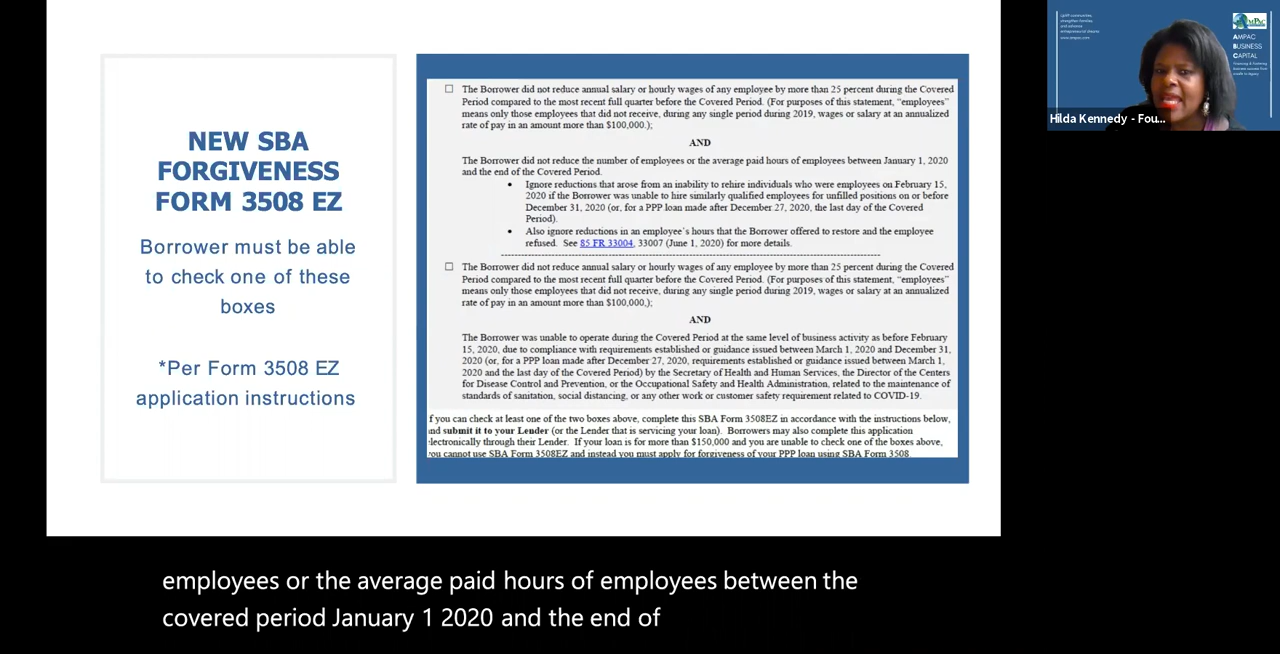 NEW SBA
FORGIVENESS
FORM 3508 EZ
Borrower must be able
to check one of these
boxes
*Per Form 3508 EZ
application instructions
The Borrower did not reduce annual salary or hourly wages of any employee by more than 25 percent during the Covered
Period compared to the most recent full quarter before the Covered Period. (For purposes of this statement, “employees”
means only those employees that did not receive, during any single period during 2019, wages or salary at an annualized
rate of pay in an amount more than $100,000.);
AND
The Borrower did not reduce the number of employees or the average paid hours of employees between January 1, 2020
and the end of the Covered Period.
• Ignore reductions that arose from an inability to rehire individuals who were employees on February 15,
2020 if the Borrower was unable to hire similarly qualified employees for unfilled positions on or before
December 31, 2020 (or, for a PPP loan made after December 27, 2020, the last day of the Covered
Period).
• Also ignore reductions in an employee's hours that the Borrower offered to restore and the employee
refused. See 85 FR 33004, 33007 (June 1, 2020) for more details.
The Borrower did not reduce annual salary or hourly wages of any employee by more than 25 percent during the Covered
Period compared to the most recent full quarter before the Covered Period. (For purposes of this statement, “employees”
means only those employees that did not receive, during any single period during 2019, wages or salary at an annualized
rate of pay in an amount more than $100,000.);
AND
The Borrower was unable to operate during the Covered Period at the same level of business activity as before February
15, 2020, due to compliance with requirements established or guidance issued between March 1, 2020 and December 31,
2020 (or, for a PPP loan made after December 27, 2020, requirements established or guidance issued between March 1,
2020 and the last day of the Covered Period) by the Secretary of Health and Human Services, the Director of the Centers
for Disease Control and Prevention, or the Occupational Safety and Health Administration, related to the maintenance of
standards of sanitation, social distancing, or any other work or customer safety requirement related to COVID-19.
f you can check at least one of the two boxes above, complete this SBA Form 3508EZ in accordance with the instructions below,
nd submit it to your Lender (or the Lender that is servicing your loan). Borrowers may also complete this application
lectronically through their Lender. If your loan is for more than $150,000 and you are unable to check one of the boxes above,
ou cannot use SBA Form 3508EZ and instead you must apply for forgiveness of your PPP loan using SBA Form 3508
AMPAC
AMPAC
BUSINESS
CAPITAL
Hilda Kennedy - Fou...
employees or the average paid hours of employees between the
covered period January 1 2020 and the end of